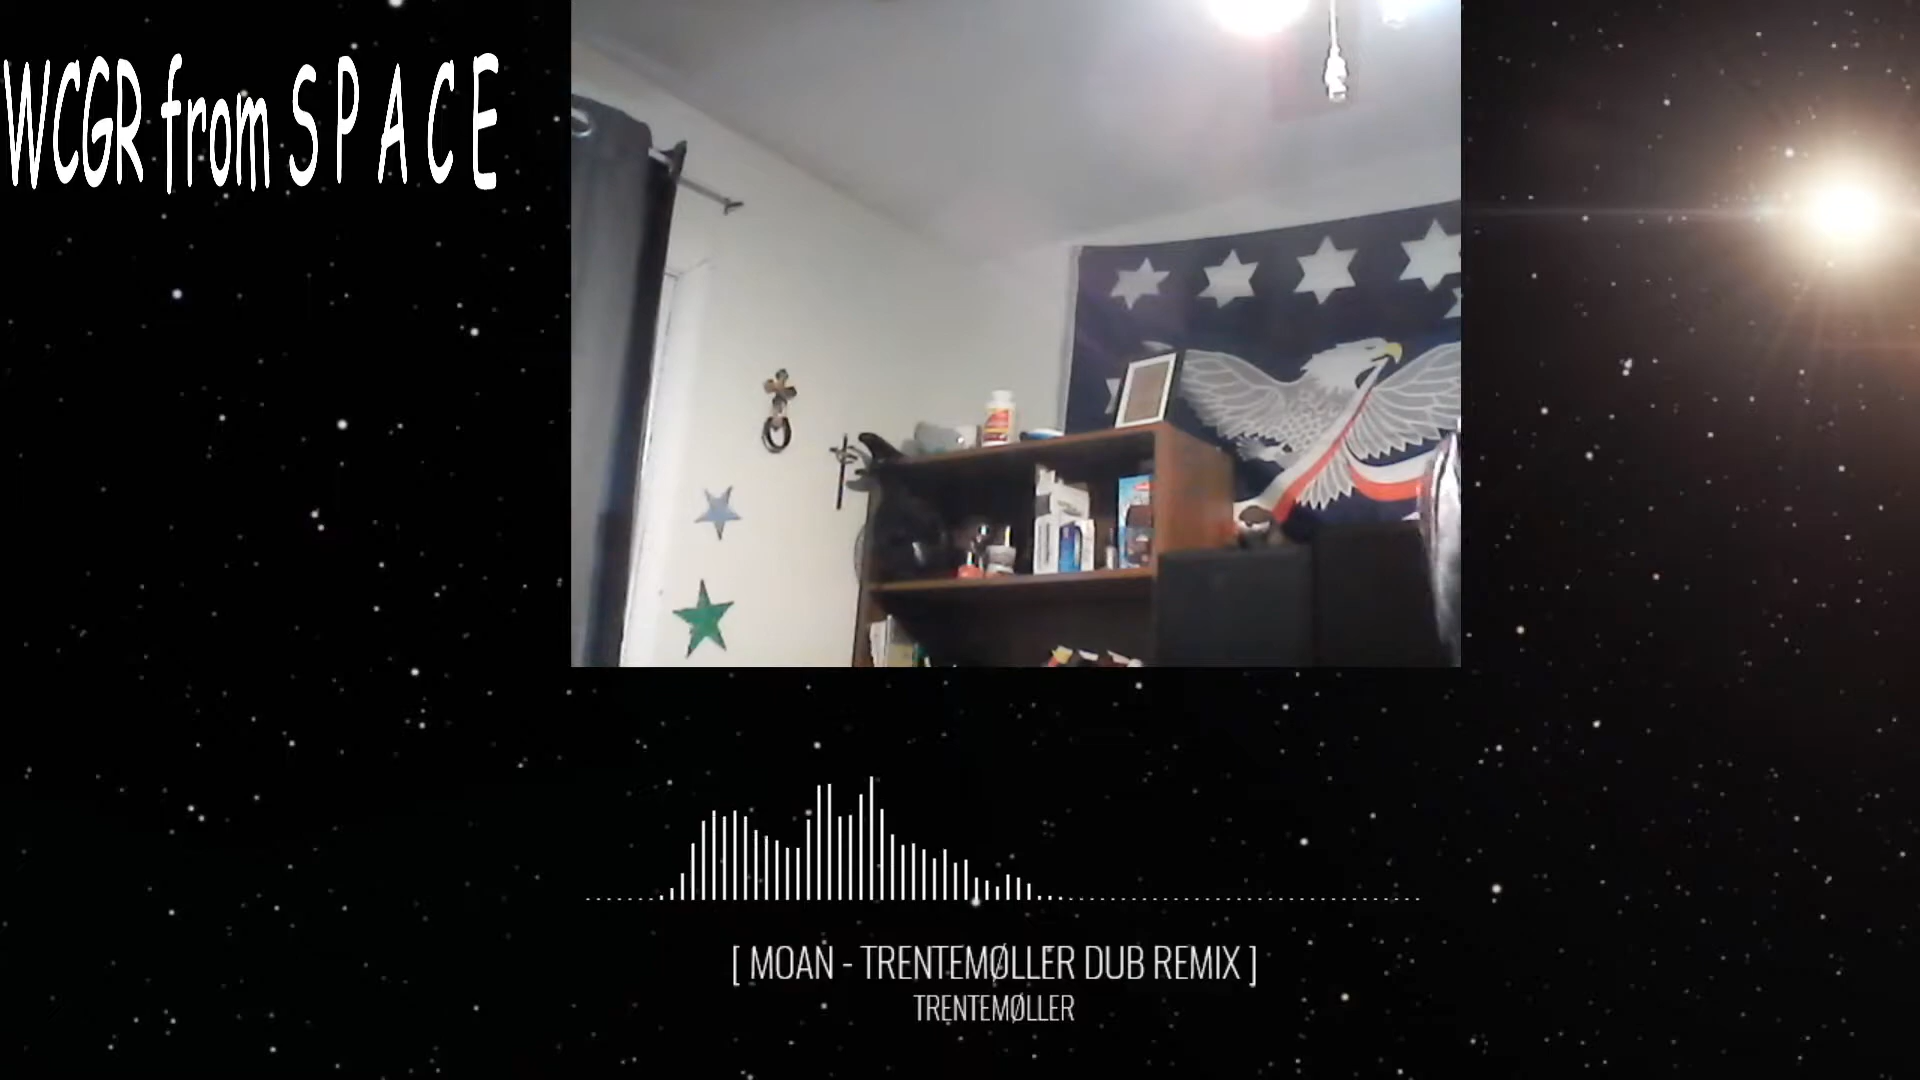 WCGR from S P A C E
[ MOAN - TRENTEMØLLER DUB REMIX ]
TRENTEMØLLER